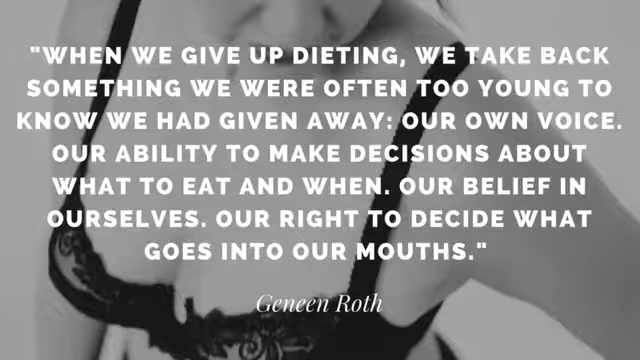 "WHEN WE GIVE UP DIETING, WE TAKE BACK
SOMETHING WE WERE OFTEN TOO YOUNG TO
KNOW WE HAD GIVEN AWAY: OUR OWN VOICE.
OUR ABILITY TO MAKE DECISIONS ABOUT
WHAT TO EAT AND WHEN. OUR BELIEF IN
OURSELVES. OUR RIGHT TO DECIDE WHAT
GOES INTO OUR MOUTHS."
Geneen Roth